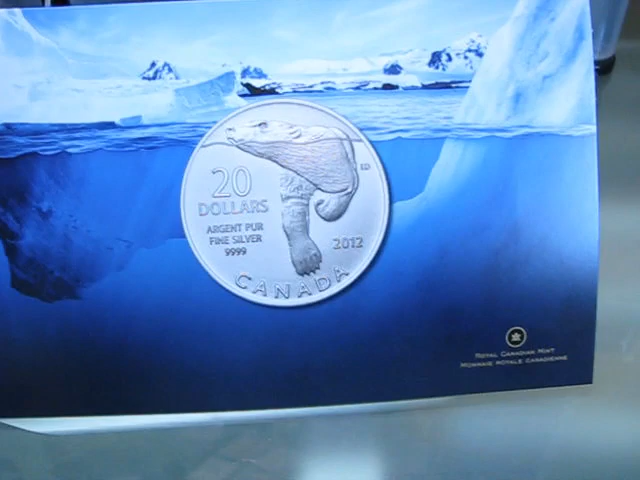 20
DOLLARS
ARGENT PUR
FINE SILVER
9999
2012
CANADA
ROYAL CANADIAN MINT
MONNAIE ROYALE CANADIENNE